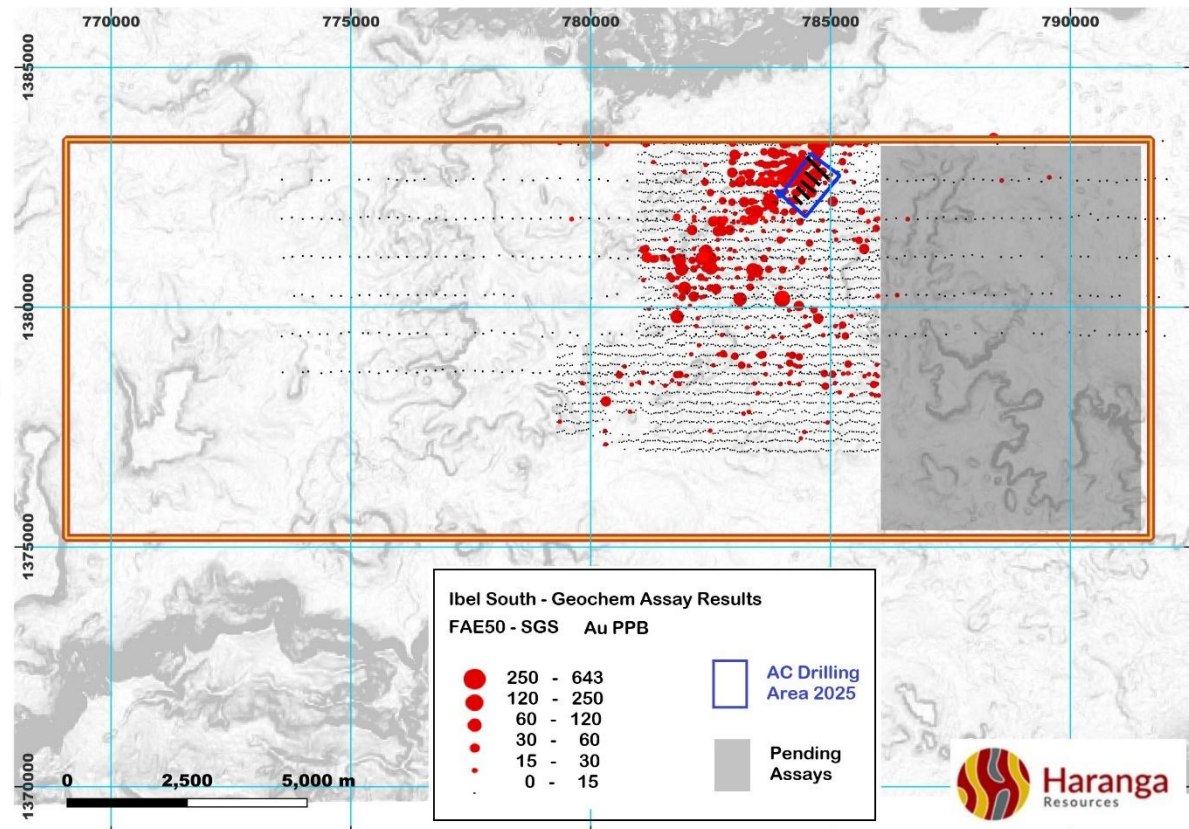 770000 775000 780000 785000 790000
1385000
1380000
1375000
1370000
Ibel South - Geochem Assay Results
FAE50 - SGS Au PPB
250 - 643
120 - 250
60 - 120
30 - 60
15 - 30
0 - 15
AC Drilling
Area 2025
Pending
Assays
0 2,500 5,000 m
Haranga
Resources